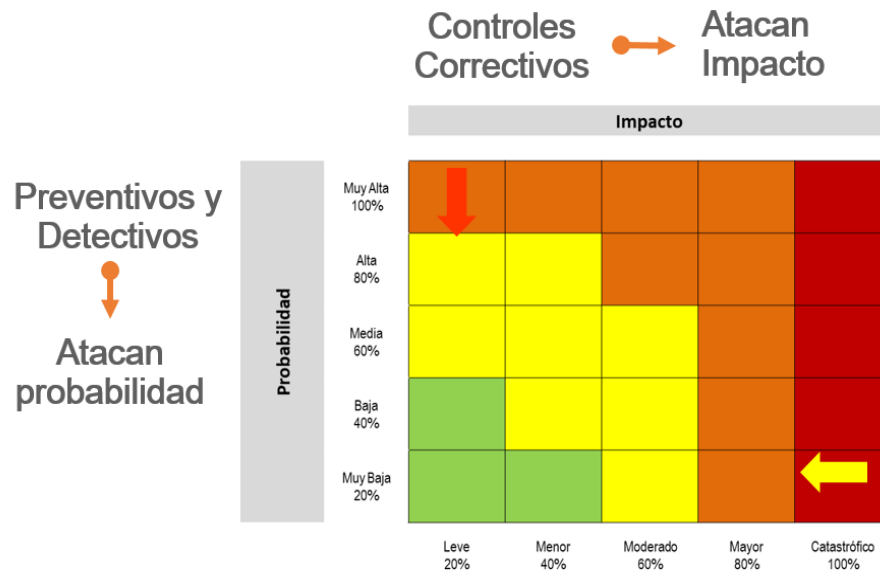 Controles
Correctivos
Atacan
Impacto
Impacto
Preventivos y
Detectivos
Atacan
probabilidad
Probabilidad
Muy Alta
100%
Alta
80%
Media
60%
Baja
40%
Muy Baja
20%
Leve
20%
Menor
40%
Moderado
60%
Mayor
80%
Catastrófico
100%